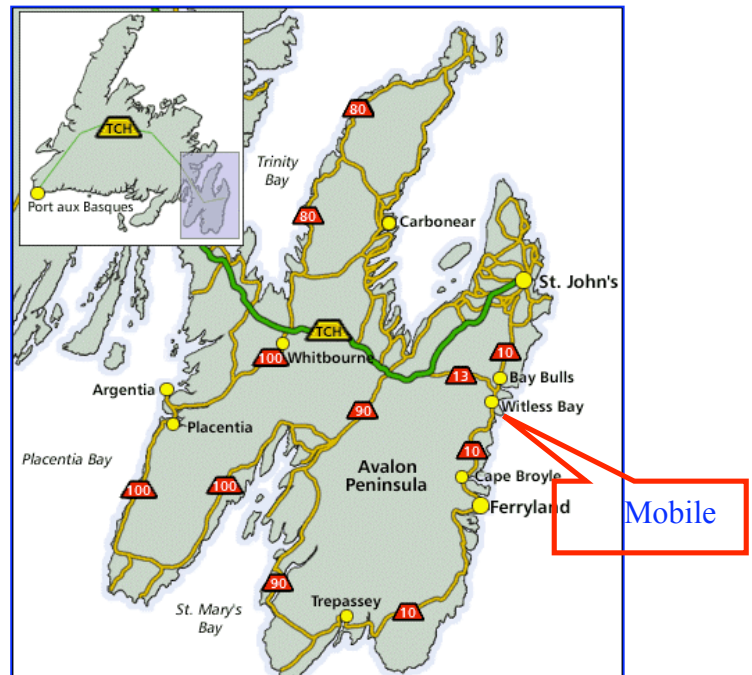 TCH
Port aux Basques
80
Trinity
Bay
80
Carbonear
St. John's
TCH
100
Whitbourne
10
13
Bay Bulls
Argentia
90
Witless Bay
Placentia
10
Placentia Bay
Avalon
Peninsula
Cape Broyle
100
100
Ferryland
Mobile
90
St. Mary's
Bay
Trepassey
10